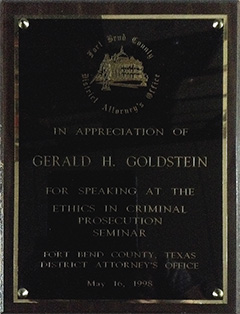 Fort Bend County
District Attorney's Office
IN APPRECIATION OF
GERALD H. GOLDSTEIN
FOR SPEAKING AT THE
ETHICS IN CRIMINAL
PROSECUTION
SEMINAR
FORT BEND COUNTY, TEXAS
DISTRICT ATTORNEY'S OFFICE
May 16, 1998